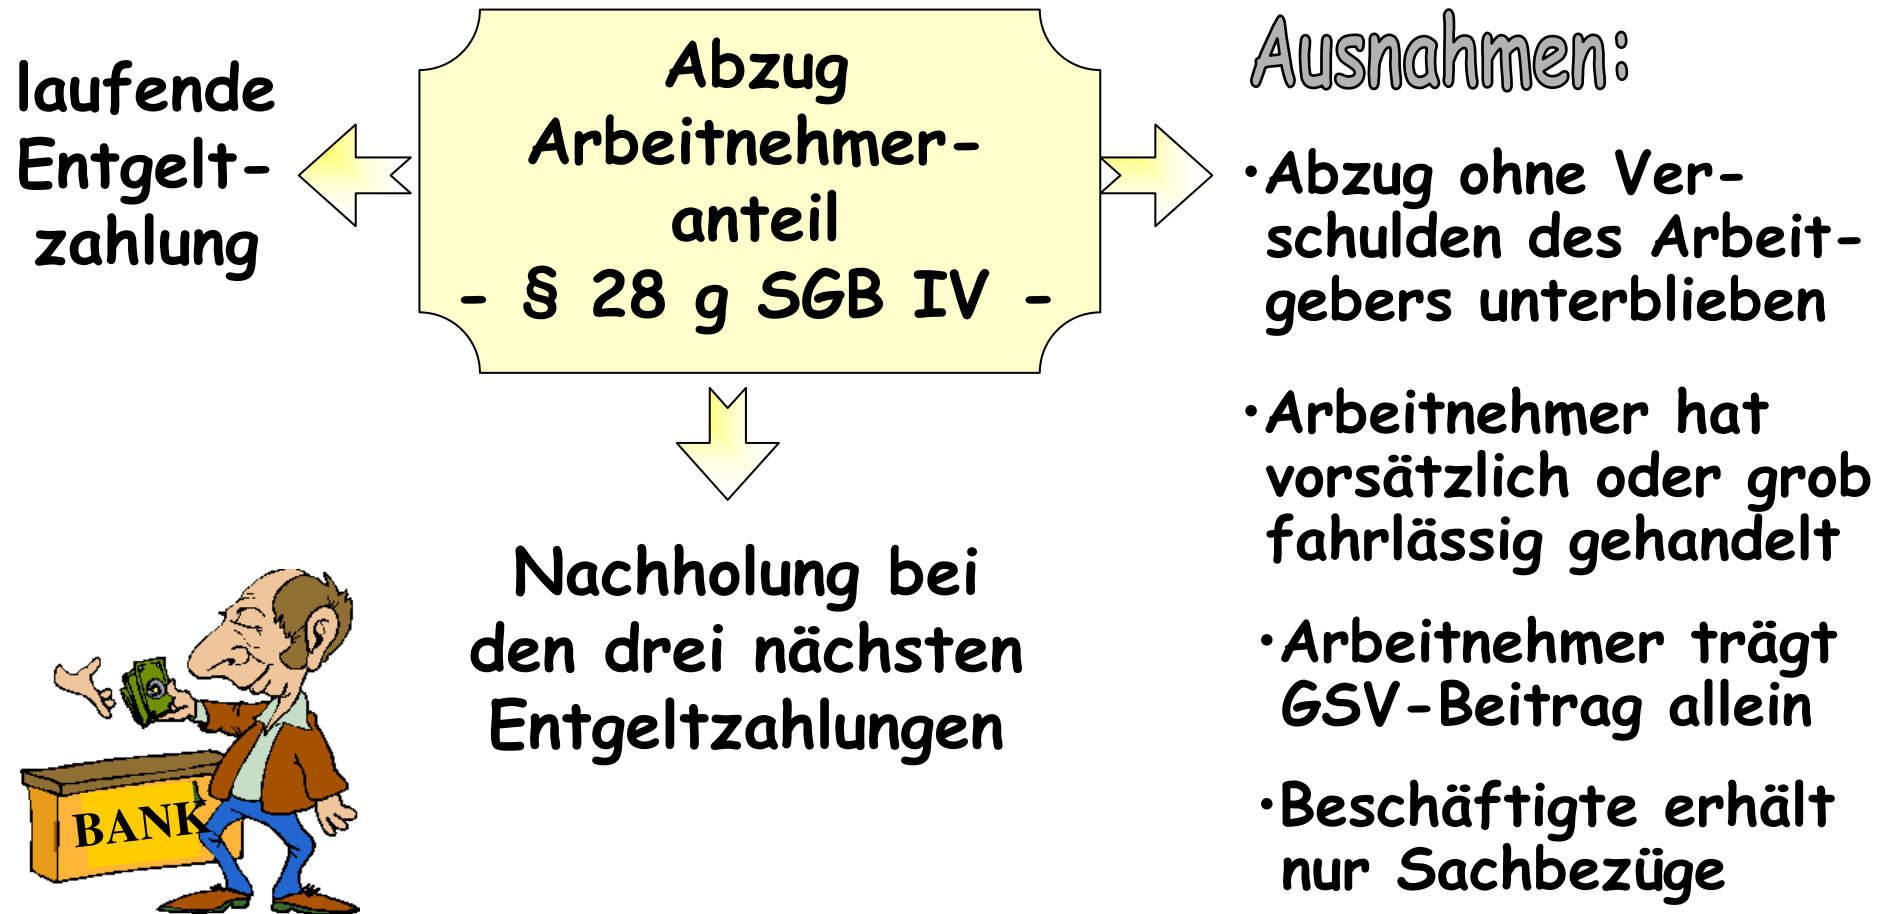 laufende
Entgelt-
zahlung
Abzug
Arbeitnehmer-
anteil
- § 28 g SGB IV -
Nachholung bei
den drei nächsten
Entgeltzahlungen
BANK
Ausnahmen:
•Abzug ohne Ver-
schulden des Arbeit-
gebers unterblieben
•Arbeitnehmer hat
vorsätzlich oder grob
fahrlässig gehandelt
•Arbeitnehmer trägt
GSV-Beitrag allein
•Beschäftigte erhält
nur Sachbezüge